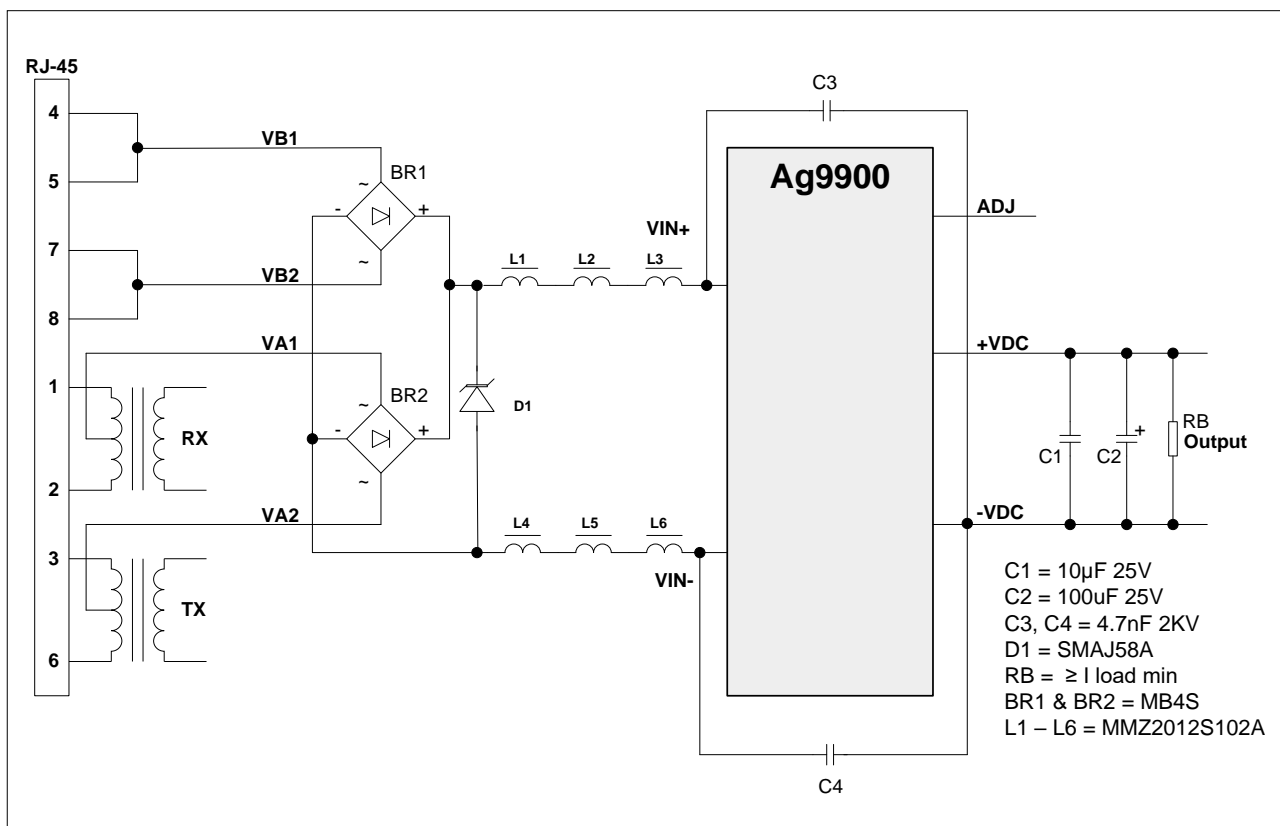 RJ-45
4
5
7
8
1
2
3
6
VB1
VB2
VA1
VA2
RX
TX
BR1
~
-
+
~
BR2
~
-
+
~
D1
L1
L2
L3
VIN+
L4
L5
L6
VIN-
C3
Ag9900
C4
ADJ
+VDC
-VDC
C1
C2
+
RB
Output
C1 = 10µF 25V
C2 = 100uF 25V
C3, C4 = 4.7nF 2KV
D1 = SMAJ58A
RB = ≥ I load min
BR1 & BR2 = MB4S
L1 – L6 = MMZ2012S102A